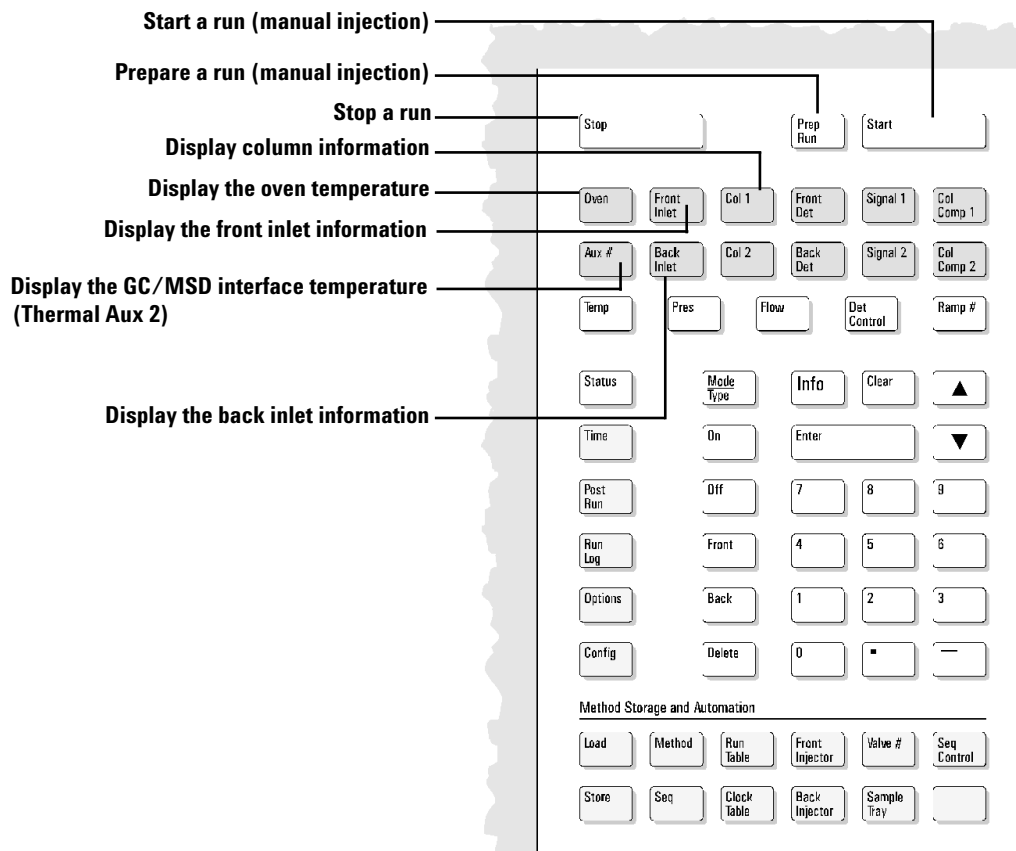 Start a run (manual injection)
Prepare a run (manual injection)
Stop a run
Display column information
Display the oven temperature
Display the front inlet information
Display the GC/MSD interface temperature
(Thermal Aux 2)
Display the back inlet information
Stop
Prep
Run
Start
Oven
Front
Inlet
Col 1
Front
Det
Signal 1
Col
Comp 1
Aux #
Back
Inlet
Col 2
Back
Det
Signal 2
Col
Comp 2
Temp
Pres
Flow
Det
Control
Ramp #
Status
Mode
Type
Info
Clear
▲
Time
On
Enter
▼
Post
Run
Off
7
8
9
Run
Log
Front
4
5
6
Options
Back
1
2
3
Config
Delete
0
.
—
Method Storage and Automation
Load
Method
Run
Table
Front
Injector
Valve #
Seq
Control
Store
Seq
Clock
Table
Back
Injector
Sample
Tray